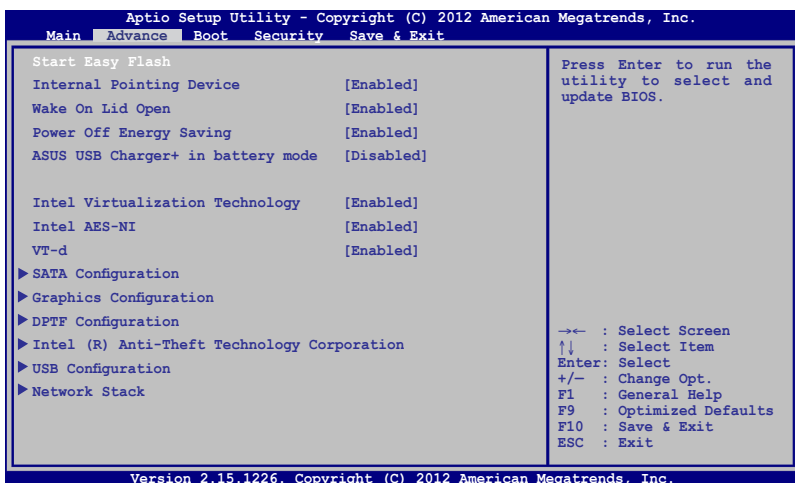 Aptio Setup Utility - Copyright (C) 2012 American Megatrends, Inc.
Main Advance Boot Security Save & Exit
Start Easy Flash
Internal Pointing Device [Enabled]
Wake On Lid Open [Enabled]
Power Off Energy Saving [Enabled]
ASUS USB Charger+ in battery mode [Disabled]
Intel Virtualization Technology [Enabled]
Intel AES-NI [Enabled]
VT-d [Enabled]
SATA Configuration
Graphics Configuration
DPTF Configuration
Intel (R) Anti-Theft Technology Corporation
USB Configuration
Network Stack
Press Enter to run the
utility to select and
update BIOS.
→← : Select Screen
↑↓ : Select Item
Enter: Select
+/— : Change Opt.
F1 : General Help
F9 : Optimized Defaults
F10 : Save & Exit
ESC : Exit
Version 2.15.1226. Copyright (C) 2012 American Megatrends, Inc.